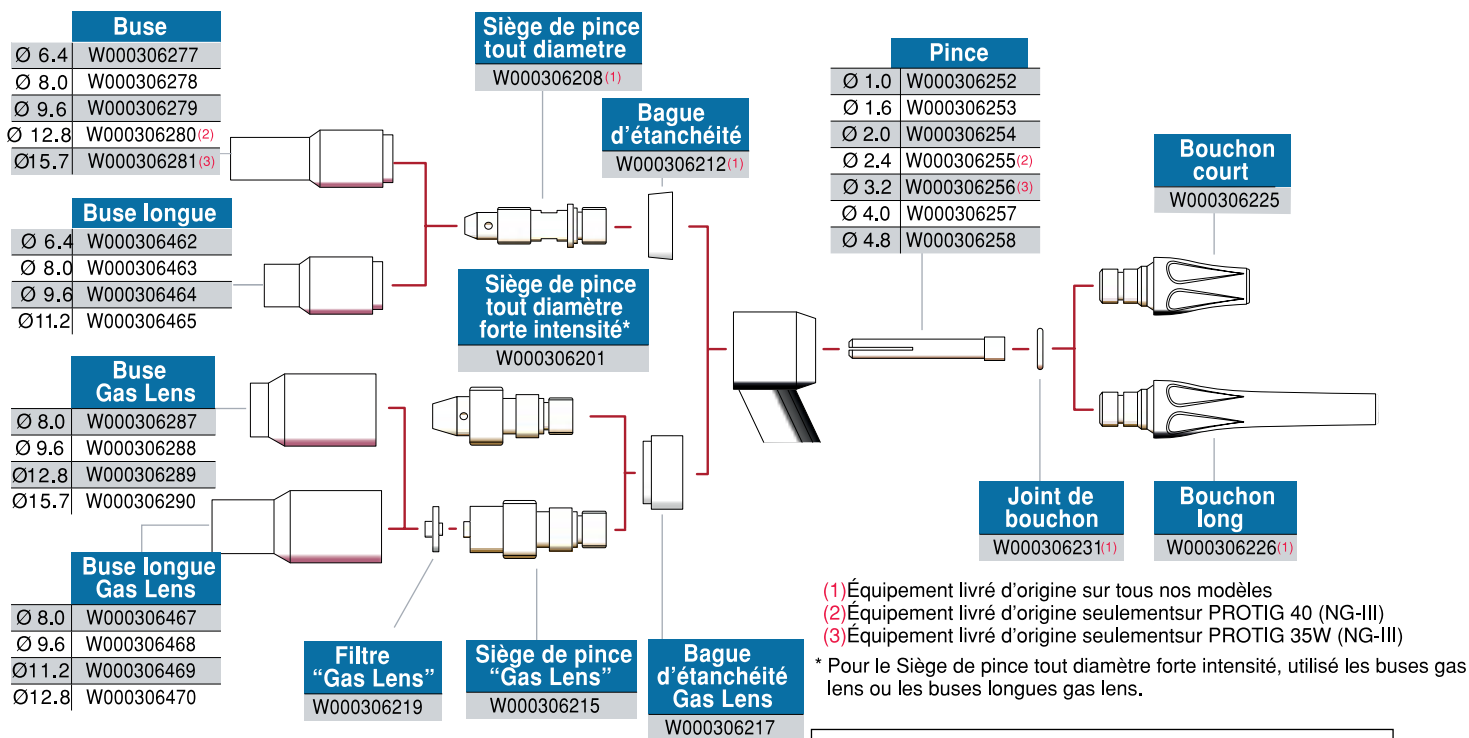 Buse
Ø 6.4 W000306277
Ø 8.0 W000306278
Ø 9.6 W000306279
Ø 12.8 W000306280(2)
Ø15.7 W000306281(3)
Buse longue
Ø 6.4 W000306462
Ø 8.0 W000306463
Ø 9.6 W000306464
Ø11.2 W000306465
Buse
Gas Lens
Ø 8.0 W000306287
Ø 9.6 W000306288
Ø12.8 W000306289
Ø15.7 W000306290
Buse longue
Gas Lens
Ø 8.0 W000306467
Ø 9.6 W000306468
Ø11.2 W000306469
Ø12.8 W000306470
Siège de pince
tout diametre
W000306208(1)
Bague
d'étanchéité
W000306212(1)
Siège de pince
tout diamètre
forte intensité*
W000306201
Filtre
“Gas Lens”
W000306219
Siège de pince
“Gas Lens”
W000306215
Bague
d'étanchéité
Gas Lens
W000306217
Pince
Ø 1.0 W000306252
Ø 1.6 W000306253
Ø 2.0 W000306254
Ø 2.4 W000306255(2)
Ø 3.2 W000306256(3)
Ø 4.0 W000306257
Ø 4.8 W000306258
Bouchon
court
W000306225
Joint de
bouchon
W000306231(1)
Bouchon
long
W000306226(1)
(1)Équipement livré d'origine sur tous nos modèles
(2)Équipement livré d'origine seulementsur PROTIG 40 (NG-III)
(3)Équipement livré d'origine seulementsur PROTIG 35W (NG-III)
* Pour le Siège de pince tout diamètre forte intensité, utilisé les buses gas
lens ou les buses longues gas lens.